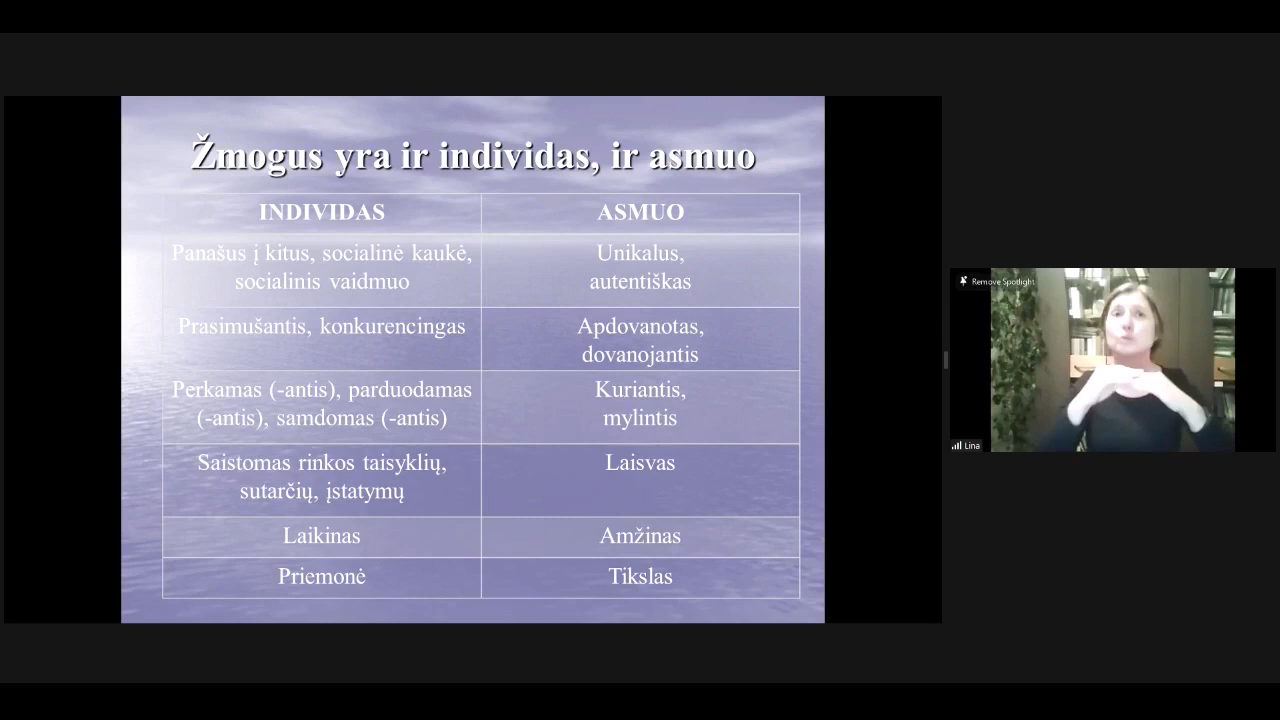 Žmogus yra ir individas, ir asmuo
INDIVIDAS
ASMUO
Panašus į kitus, socialinė kaukė,
socialinis vaidmuo
Unikalus,
autentiškas
Prasimušantis, konkurencingas
Apdovanotas,
dovanojantis
Perkamas (-antis), parduodamas
(-antis), samdomas (-antis)
Kuriantis,
mylintis
Saistomas rinkos taisyklių,
sutarčių, įstatymų
Laisvas
Laikinas
Amžinas
Priemonė
Tikslas
Remove Spotlight
Lina